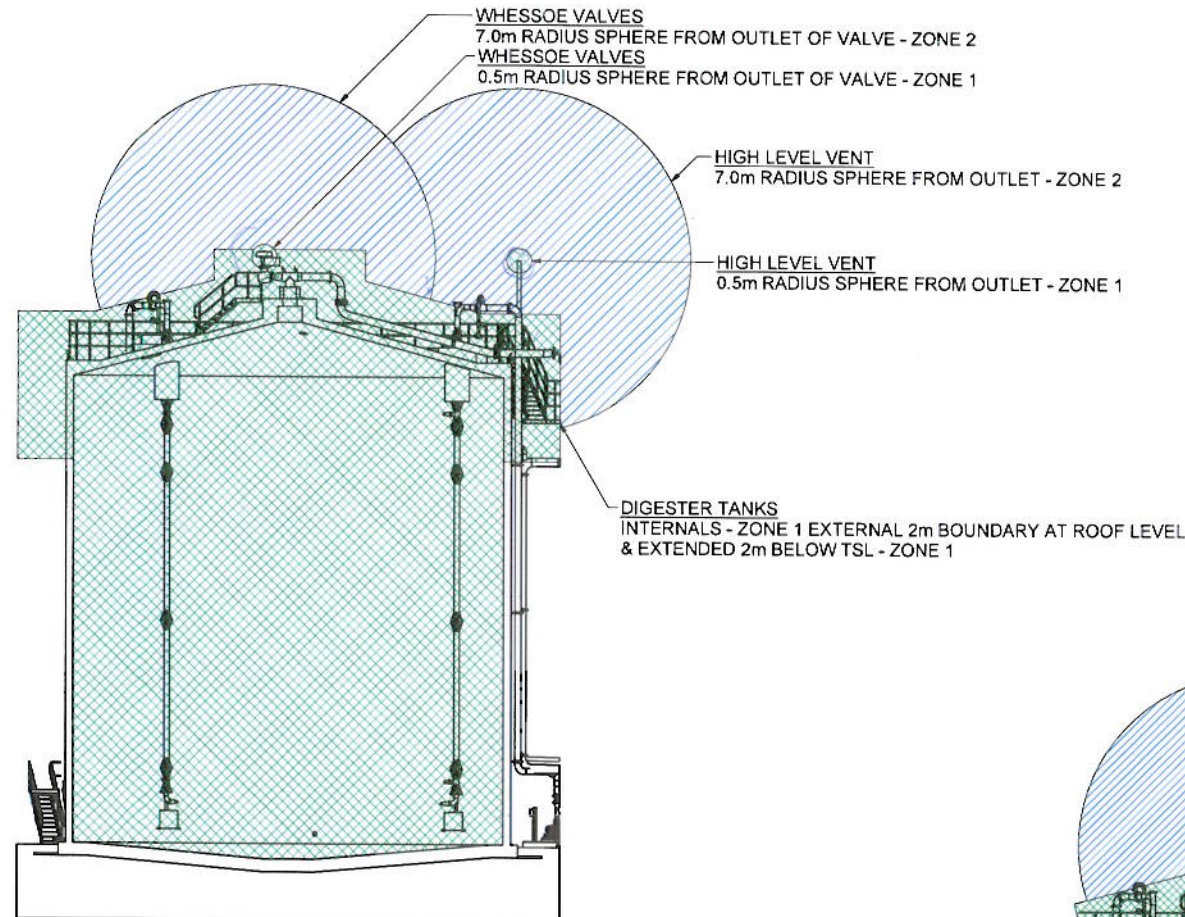 WHESSOE VALVES
7.0m RADIUS SPHERE FROM OUTLET OF VALVE - ZONE 2
WHESSOE VALVES
0.5m RADIUS SPHERE FROM OUTLET OF VALVE - ZONE 1
HIGH LEVEL VENT
7.0m RADIUS SPHERE FROM OUTLET - ZONE 2
HIGH LEVEL VENT
0.5m RADIUS SPHERE FROM OUTLET - ZONE 1
DIGESTER TANKS
INTERNALS - ZONE 1 EXTERNAL 2m BOUNDARY AT ROOF LEVEL
& EXTENDED 2m BELOW TSL - ZONE 1